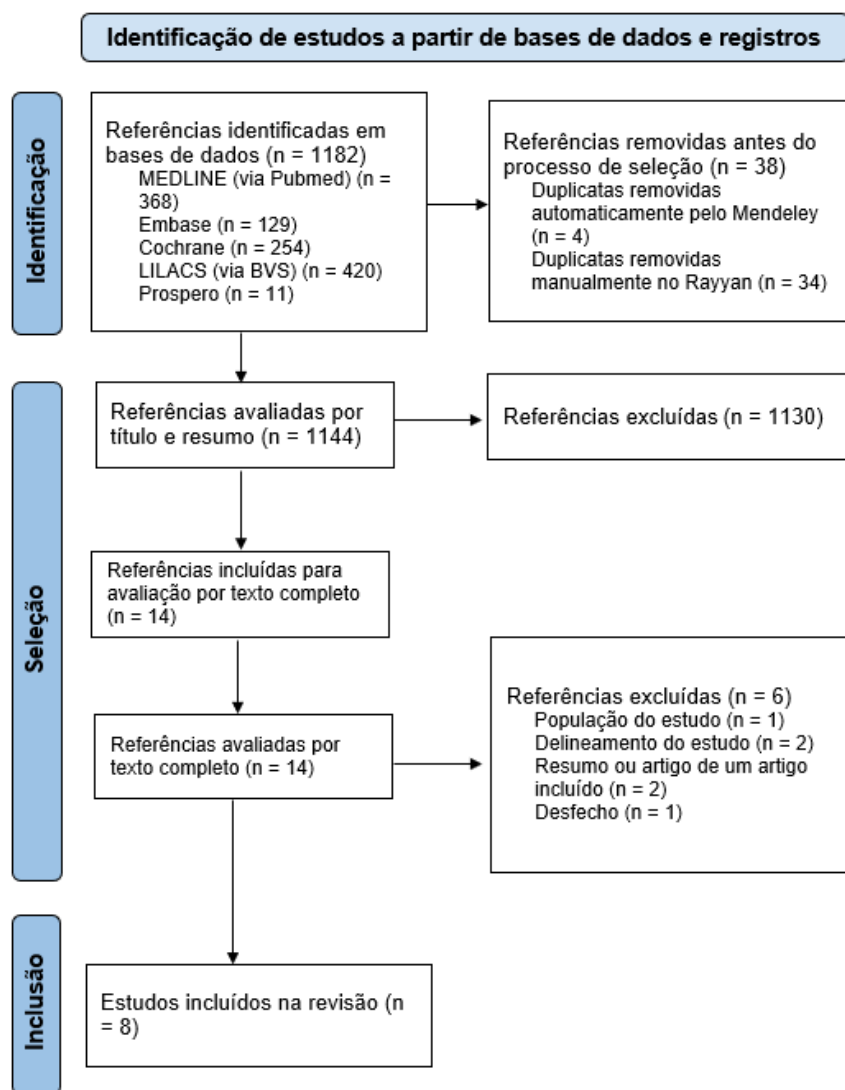 Identificação de estudos a partir de bases de dados e registros
Identificação
Referências identificadas em
bases de dados (n = 1182)
MEDLINE (via Pubmed) (n =
368)
Embase (n = 129)
Cochrane (n = 254)
LILACS (via BVS) (n = 420)
Prospero (n = 11)
Referências removidas antes do
processo de seleção (n = 38)
Duplicatas removidas
automaticamente pelo Mendeley
(n = 4)
Duplicatas removidas
manualmente no Rayyan (n = 34)
Seleção
Referências avaliadas por
título e resumo (n = 1144)
Referências excluídas (n = 1130)
Referências incluídas para
avaliação por texto completo
(n = 14)
Referências avaliadas por
texto completo (n = 14)
Referências excluídas (n = 6)
População do estudo (n = 1)
Delineamento do estudo (n = 2)
Resumo ou artigo de um artigo
incluído (n = 2)
Desfecho (n = 1)
Inclusão
Estudos incluídos na revisão (n
= 8)